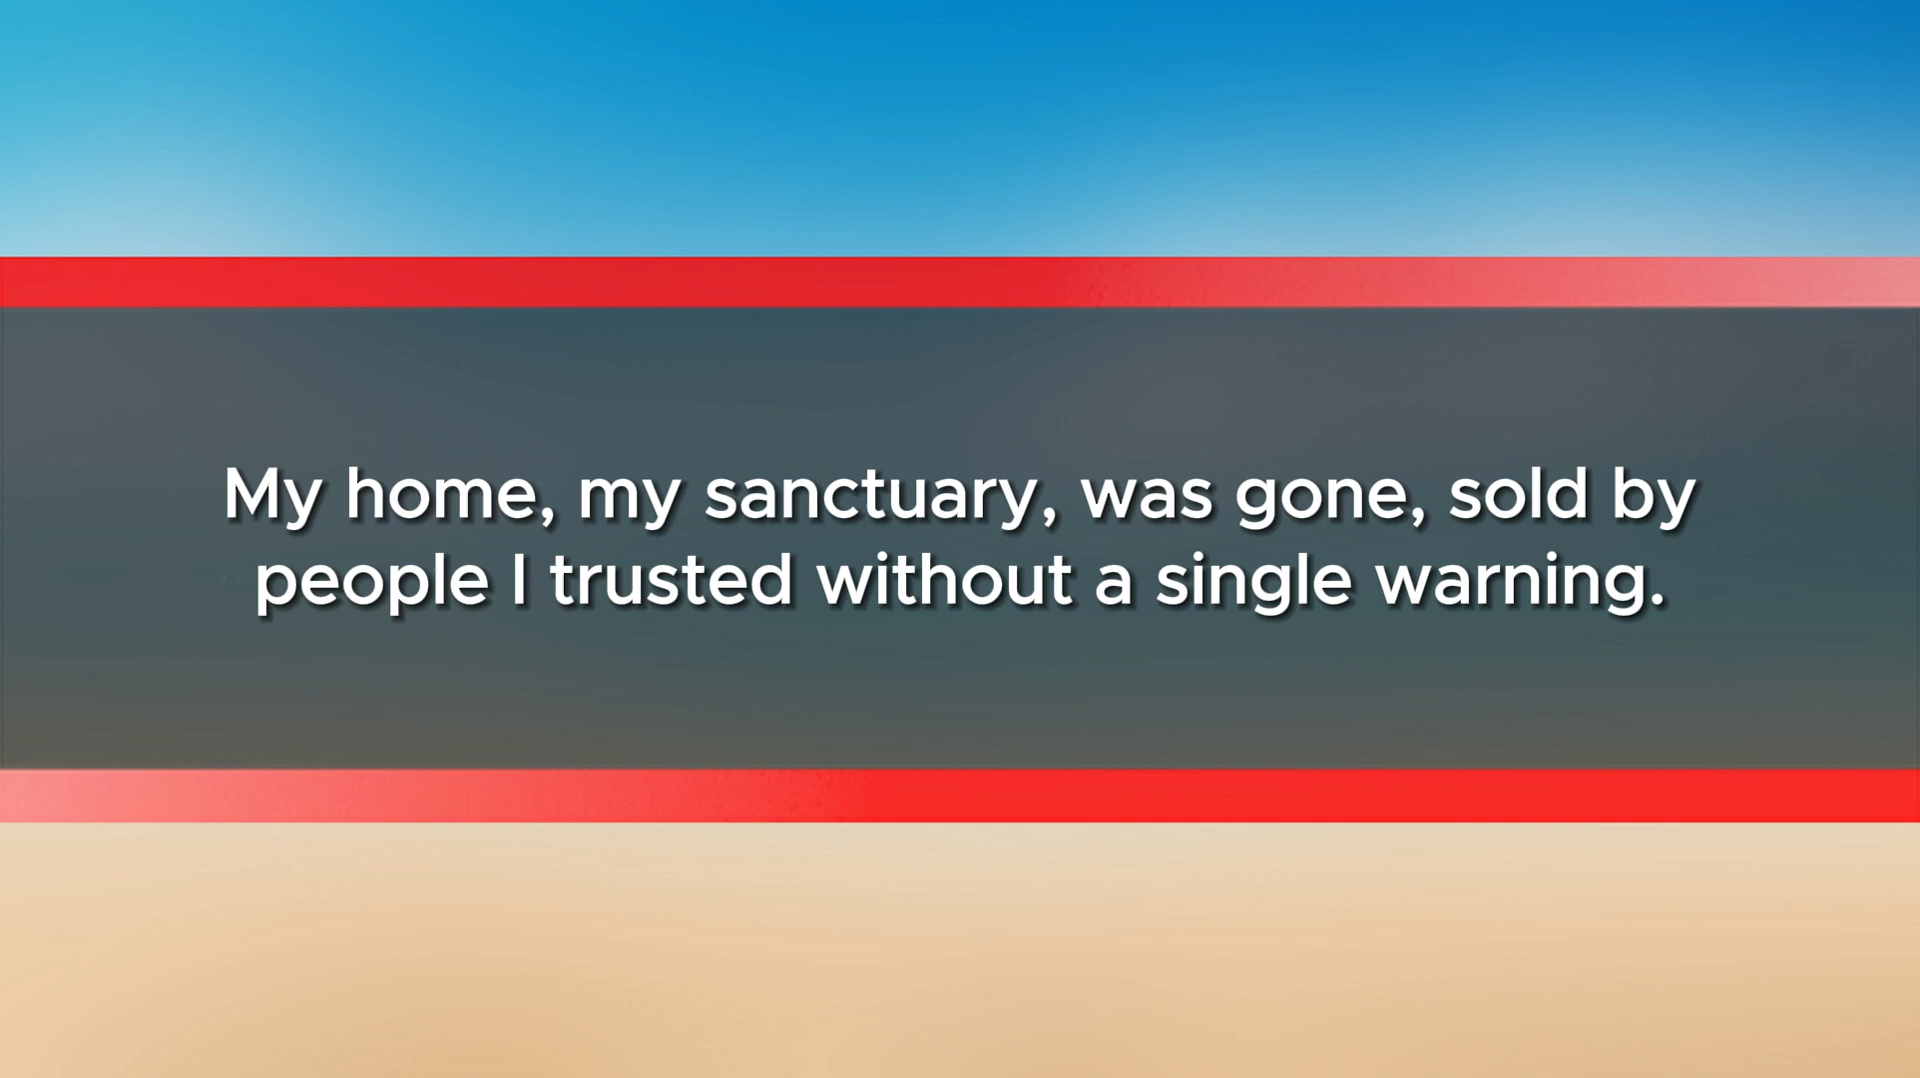 My home, my sanctuary, was gone, sold by
people I trusted without a single warning.